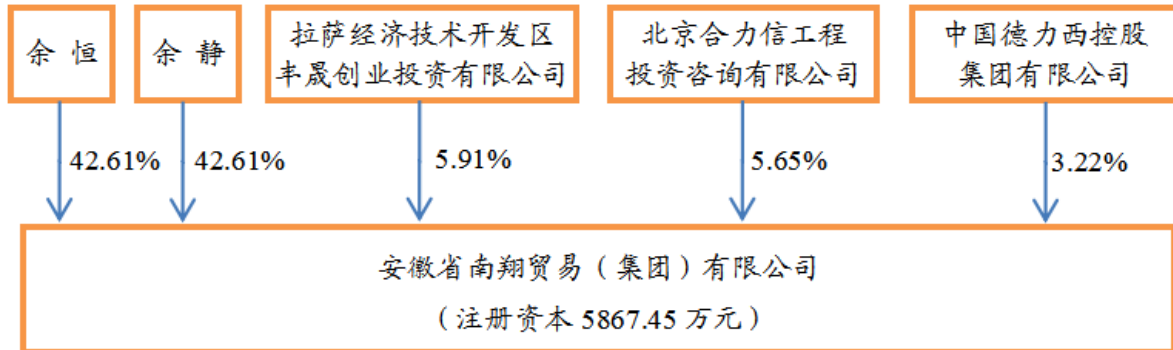 余 恒
余 静
拉萨经济技术开发区
丰晟创业投资有限公司
北京合力信工程
投资咨询有限公司
中国德力西控股
集团有限公司
42.61%
42.61%
5.91%
5.65%
3.22%
安徽省南翔贸易（集团）有限公司
（注册资本 5867.45 万元）